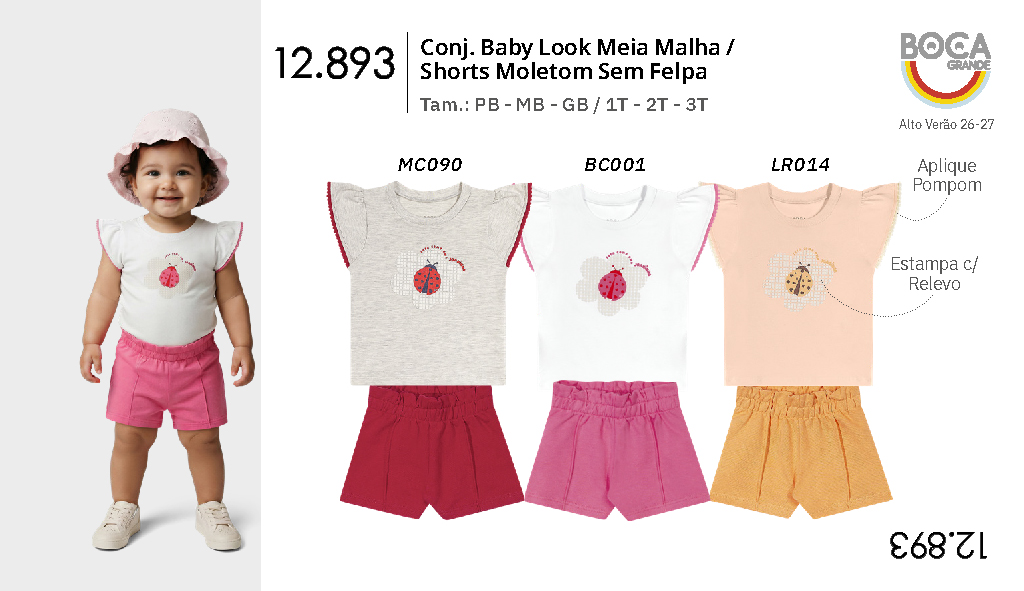 12.893
Conj. Baby Look Meia Malha /
Shorts Moletom Sem Felpa
Tam.: PB - MB - GB / 1T - 2T - 3T
BOCA
GRANDE
Alto Verão 26-27
MC090
BC001
LR014
Aplique
Pompom
Estampa c/
Relevo
12.893